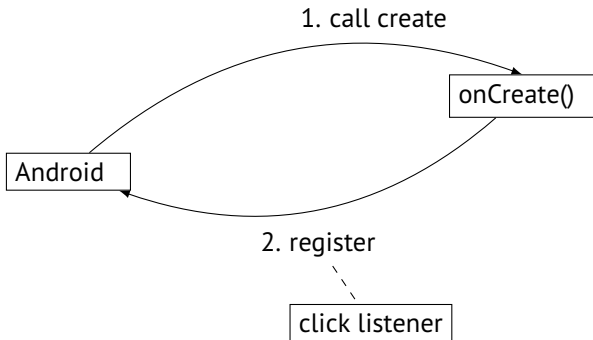 1. call create
onCreate()
Android
2. register
click listener